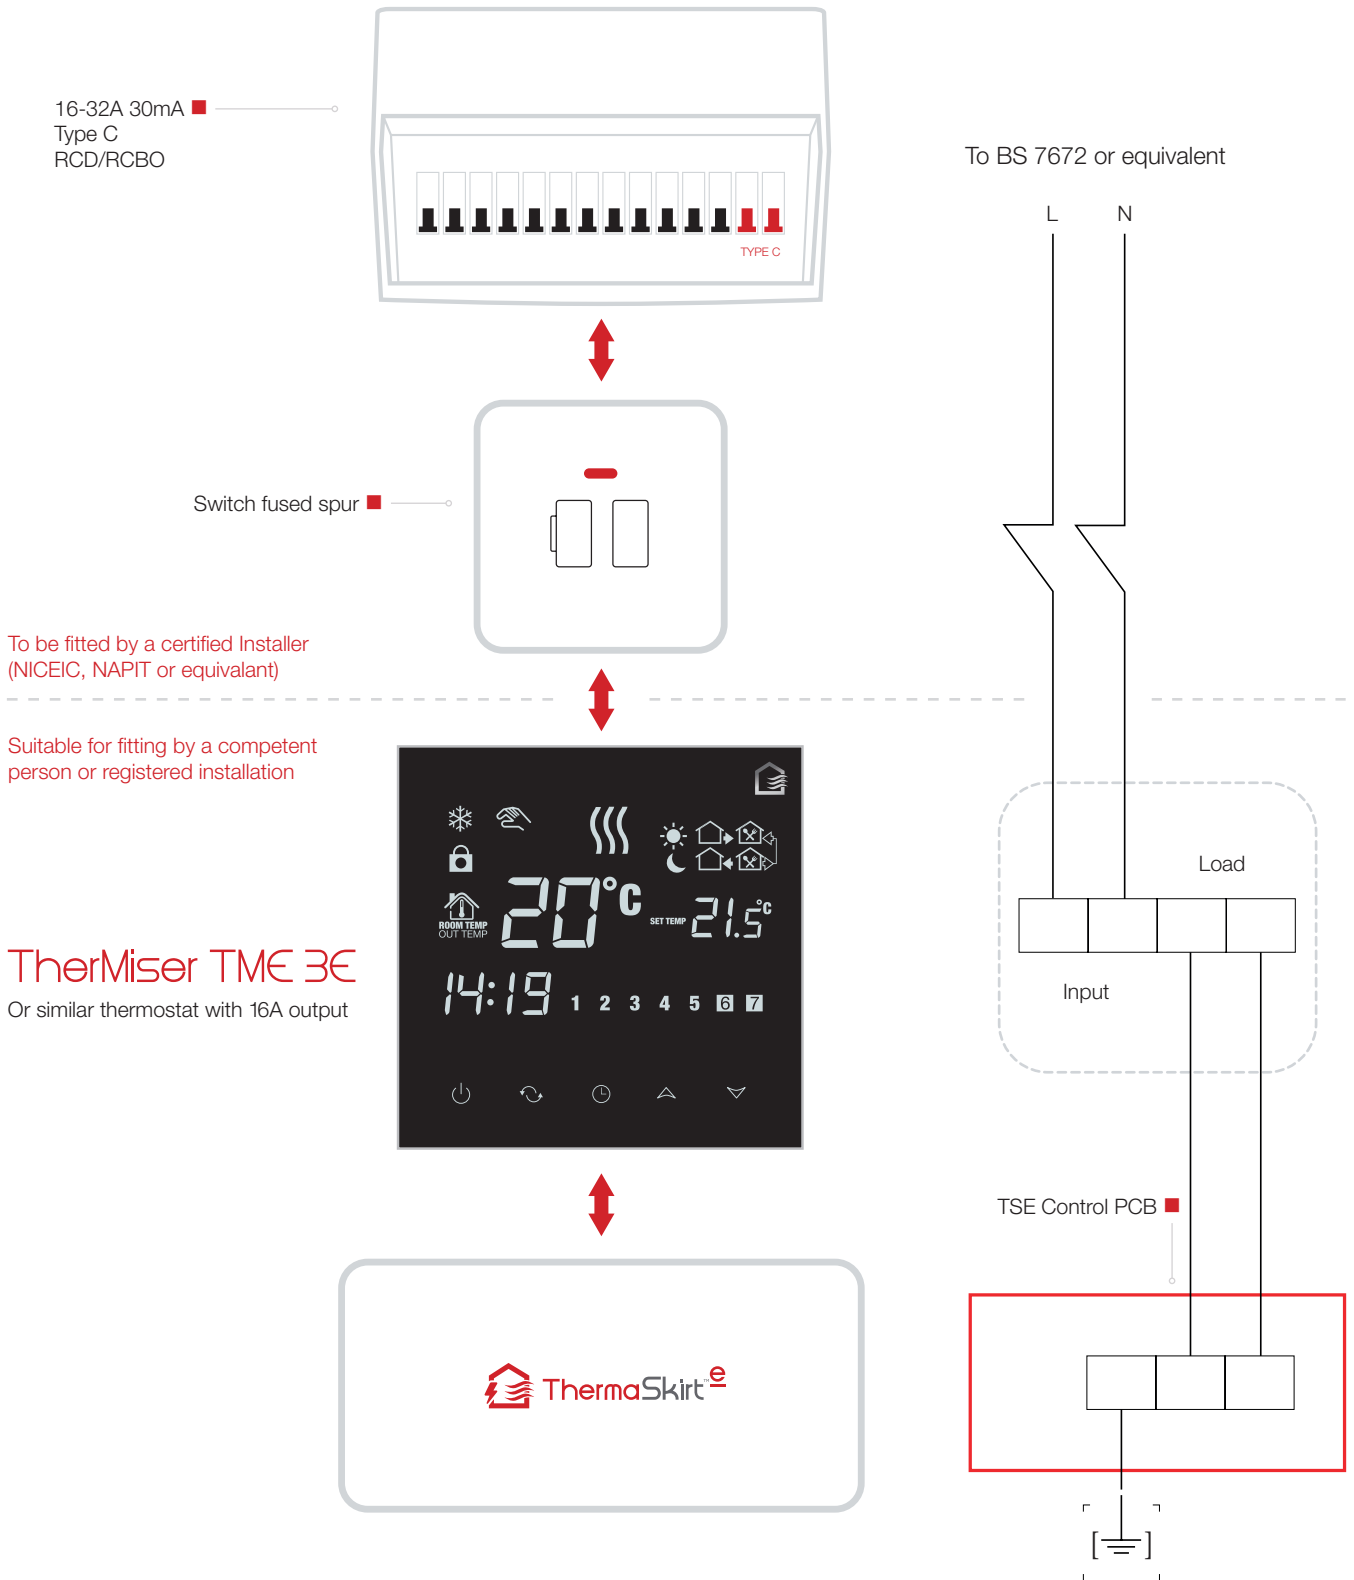 16-32A 30mA
Type C
RCD/RCBO
TYPE C
To BS 7672 or equivalent
L N
Switch fused spur
To be fitted by a certified Installer
(NICEIC, NAPIT or equivalant)
Suitable for fitting by a competent
person or registered installation
ROOM TEMP
OUT TEMP
20°C
SET TEMP 21.5°C
14:19 1 2 3 4 5 6 7
TherMiser TME 3E
Or similar thermostat with 16A output
Load
Input
TSE Control PCB
ThermaSkirt™ e